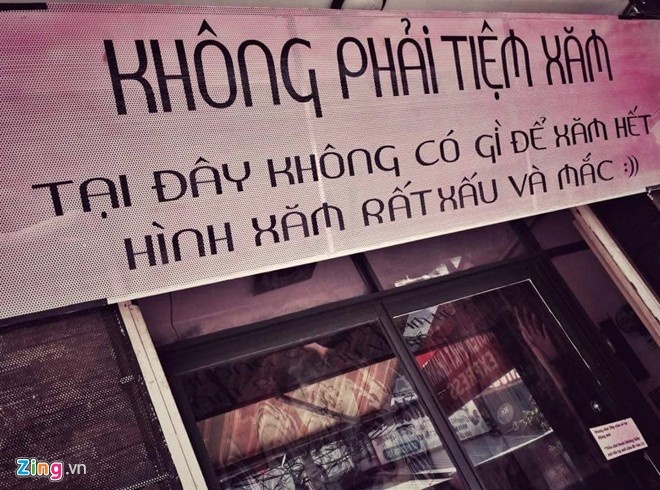 KHÔNG PHẢI TIỆM XĂM
TẠI ĐÂY KHÔNG CÓ GÌ ĐỂ XĂM HẾT
HÌNH XĂM RẤT XẤU VÀ MẮC :))
Zing.vn